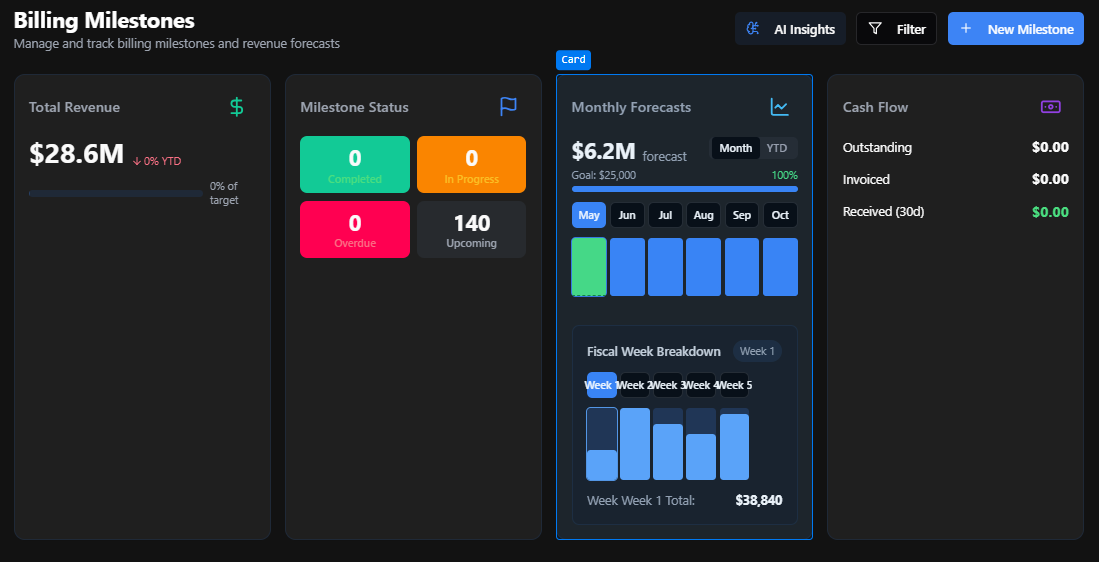 Billing Milestones
Manage and track billing milestones and revenue forecasts
AI Insights
Filter
New Milestone
Card
Total Revenue
$28.6M ↓ 0% YTD
0% of
target
Milestone Status
0
Completed
0
In Progress
0
Overdue
140
Upcoming
Monthly Forecasts
$6.2M forecast
Month YTD
Goal: $25,000 100%
May Jun Jul Aug Sep Oct
Fiscal Week Breakdown Week 1
Week 1 Week 2 Week 3 Week 4 Week 5
Week Week 1 Total: $38,840
Cash Flow
Outstanding $0.00
Invoiced $0.00
Received (30d) $0.00